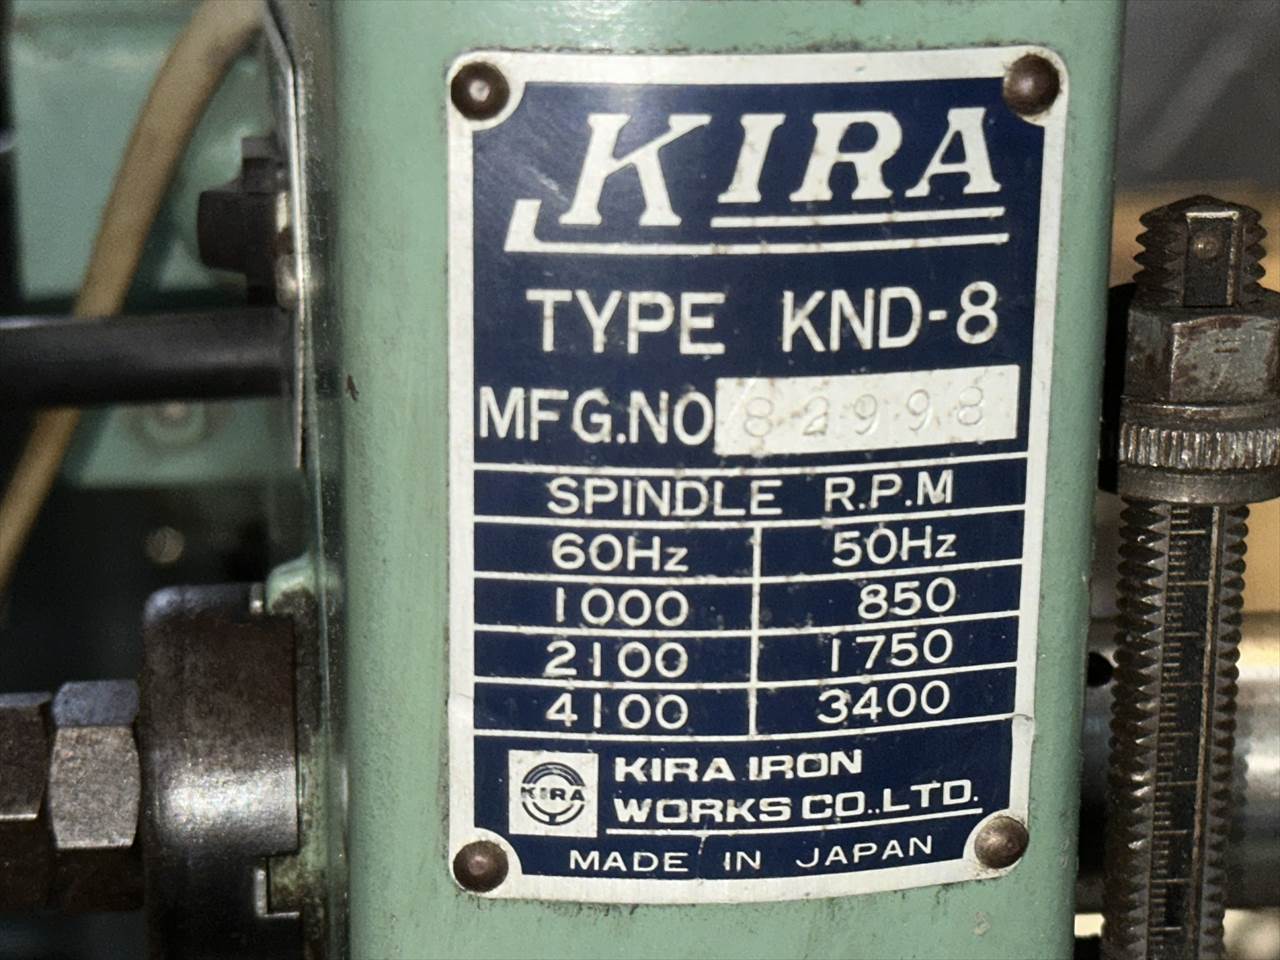 KIRA
TYPE KND-8
MFG.NO 82998
SPINDLE R.P.M
60Hz 50Hz
1000 850
2100 1750
4100 3400
KIRA
KIRA IRON
WORKS CO.,LTD.
MADE IN JAPAN